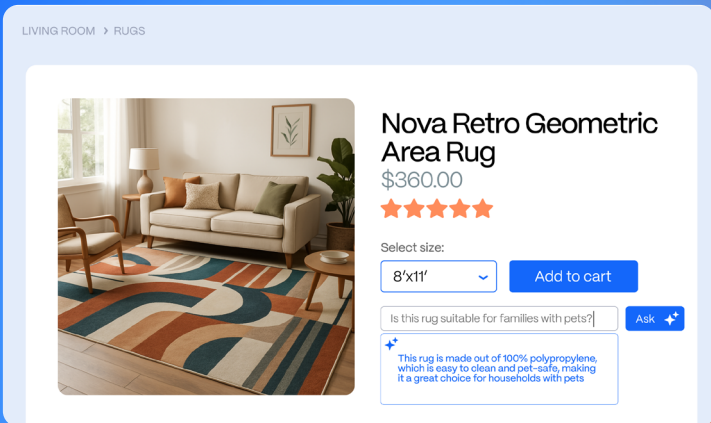 LIVING ROOM › RUGS
Nova Retro Geometric
Area Rug
$360.00
Select size:
8'x11'
Add to cart
Is this rug suitable for families with pets?
Ask
This rug is made out of 100% polypropylene,
which is easy to clean and pet-safe, making
it a great choice for households with pets